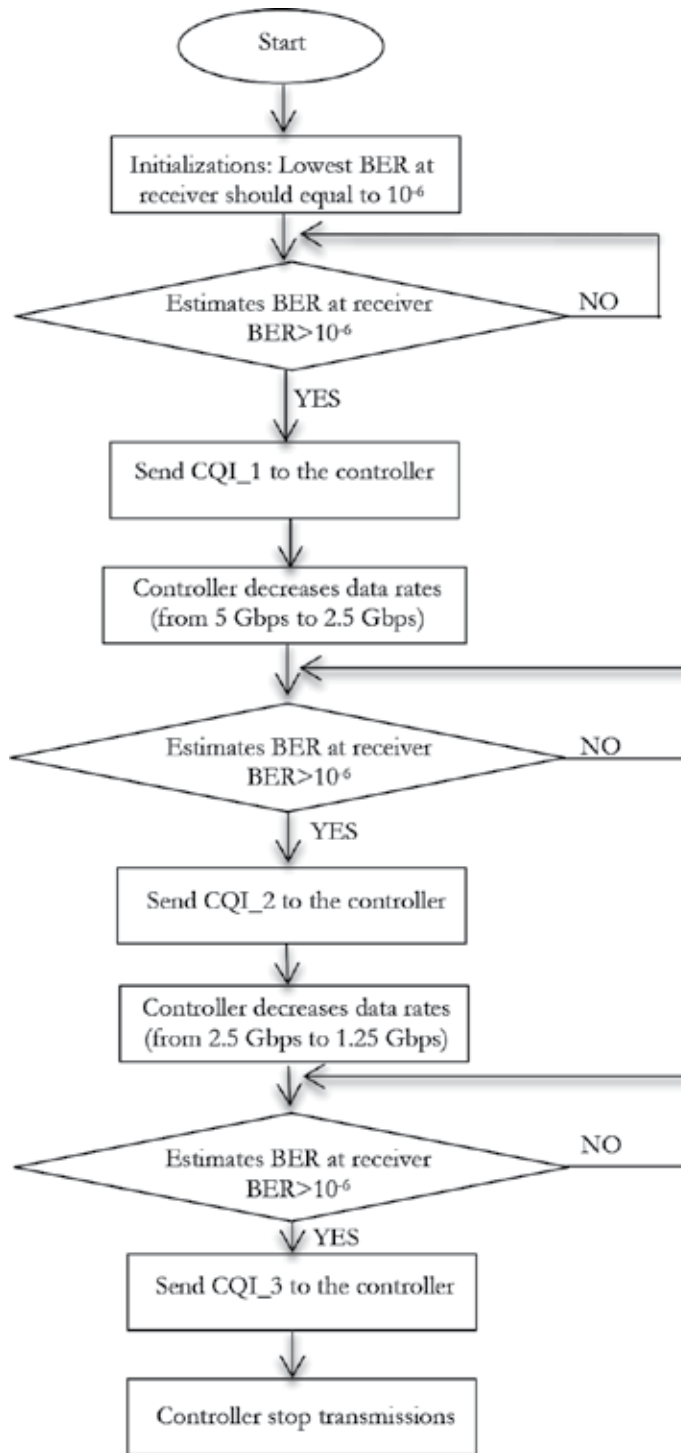 Start
Initializations: Lowest BER at
receiver should equal to 10⁻⁶
Estimates BER at receiver
BER>10⁻⁶
NO
YES
Send CQI_1 to the controller
Controller decreases data rates
(from 5 Gbps to 2.5 Gbps)
Estimates BER at receiver
BER>10⁻⁶
NO
YES
Send CQI_2 to the controller
Controller decreases data rates
(from 2.5 Gbps to 1.25 Gbps)
Estimates BER at receiver
BER>10⁻⁶
NO
YES
Send CQI_3 to the controller
Controller stop transmissions